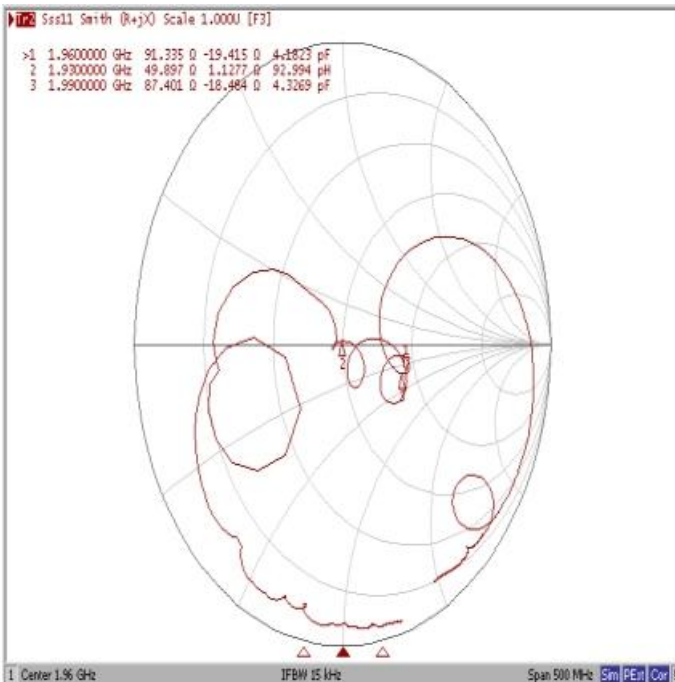 Tr2 Sss11 Smith (R+jX) Scale 1.000U [F3]
>1 1.9600000 GHz 91.335 Ω -19.415 Ω 4.1823 pF
2 1.9300000 GHz 49.897 Ω 1.1277 Ω 92.994 pH
3 1.9900000 GHz 87.401 Ω -18.484 Ω 4.3269 pF
2
1 Center 1.96 GHz IFBW 15 kHz Span 500 MHz Sim PExt Cor